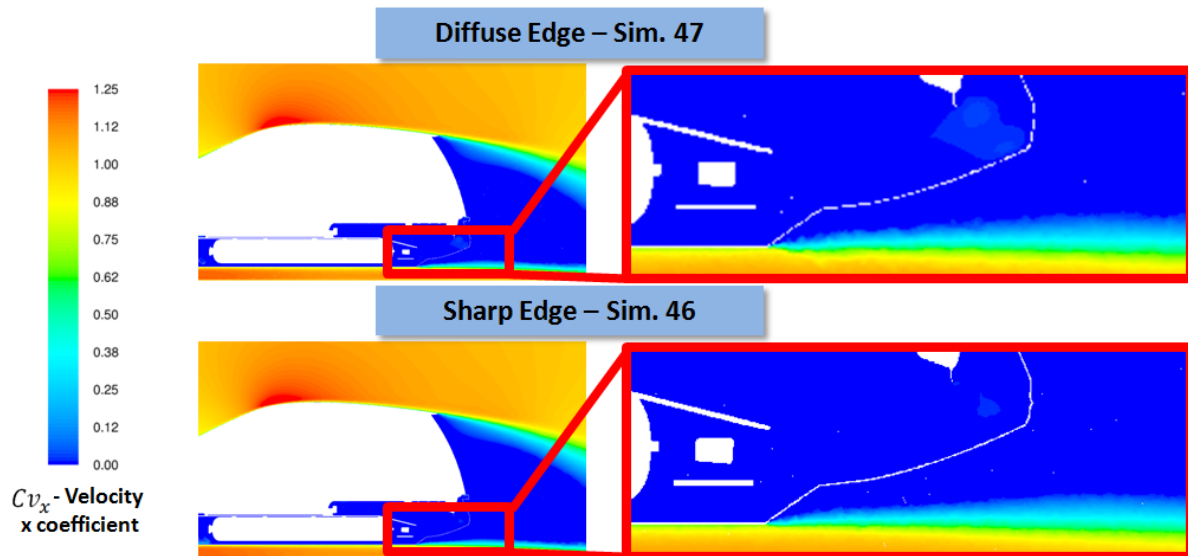 Diffuse Edge – Sim. 47
1.25
1.12
1.00
0.88
0.75
0.62
0.50
0.38
0.25
0.12
0.00
Cvₓ- Velocity
x coefficient
Sharp Edge – Sim. 46